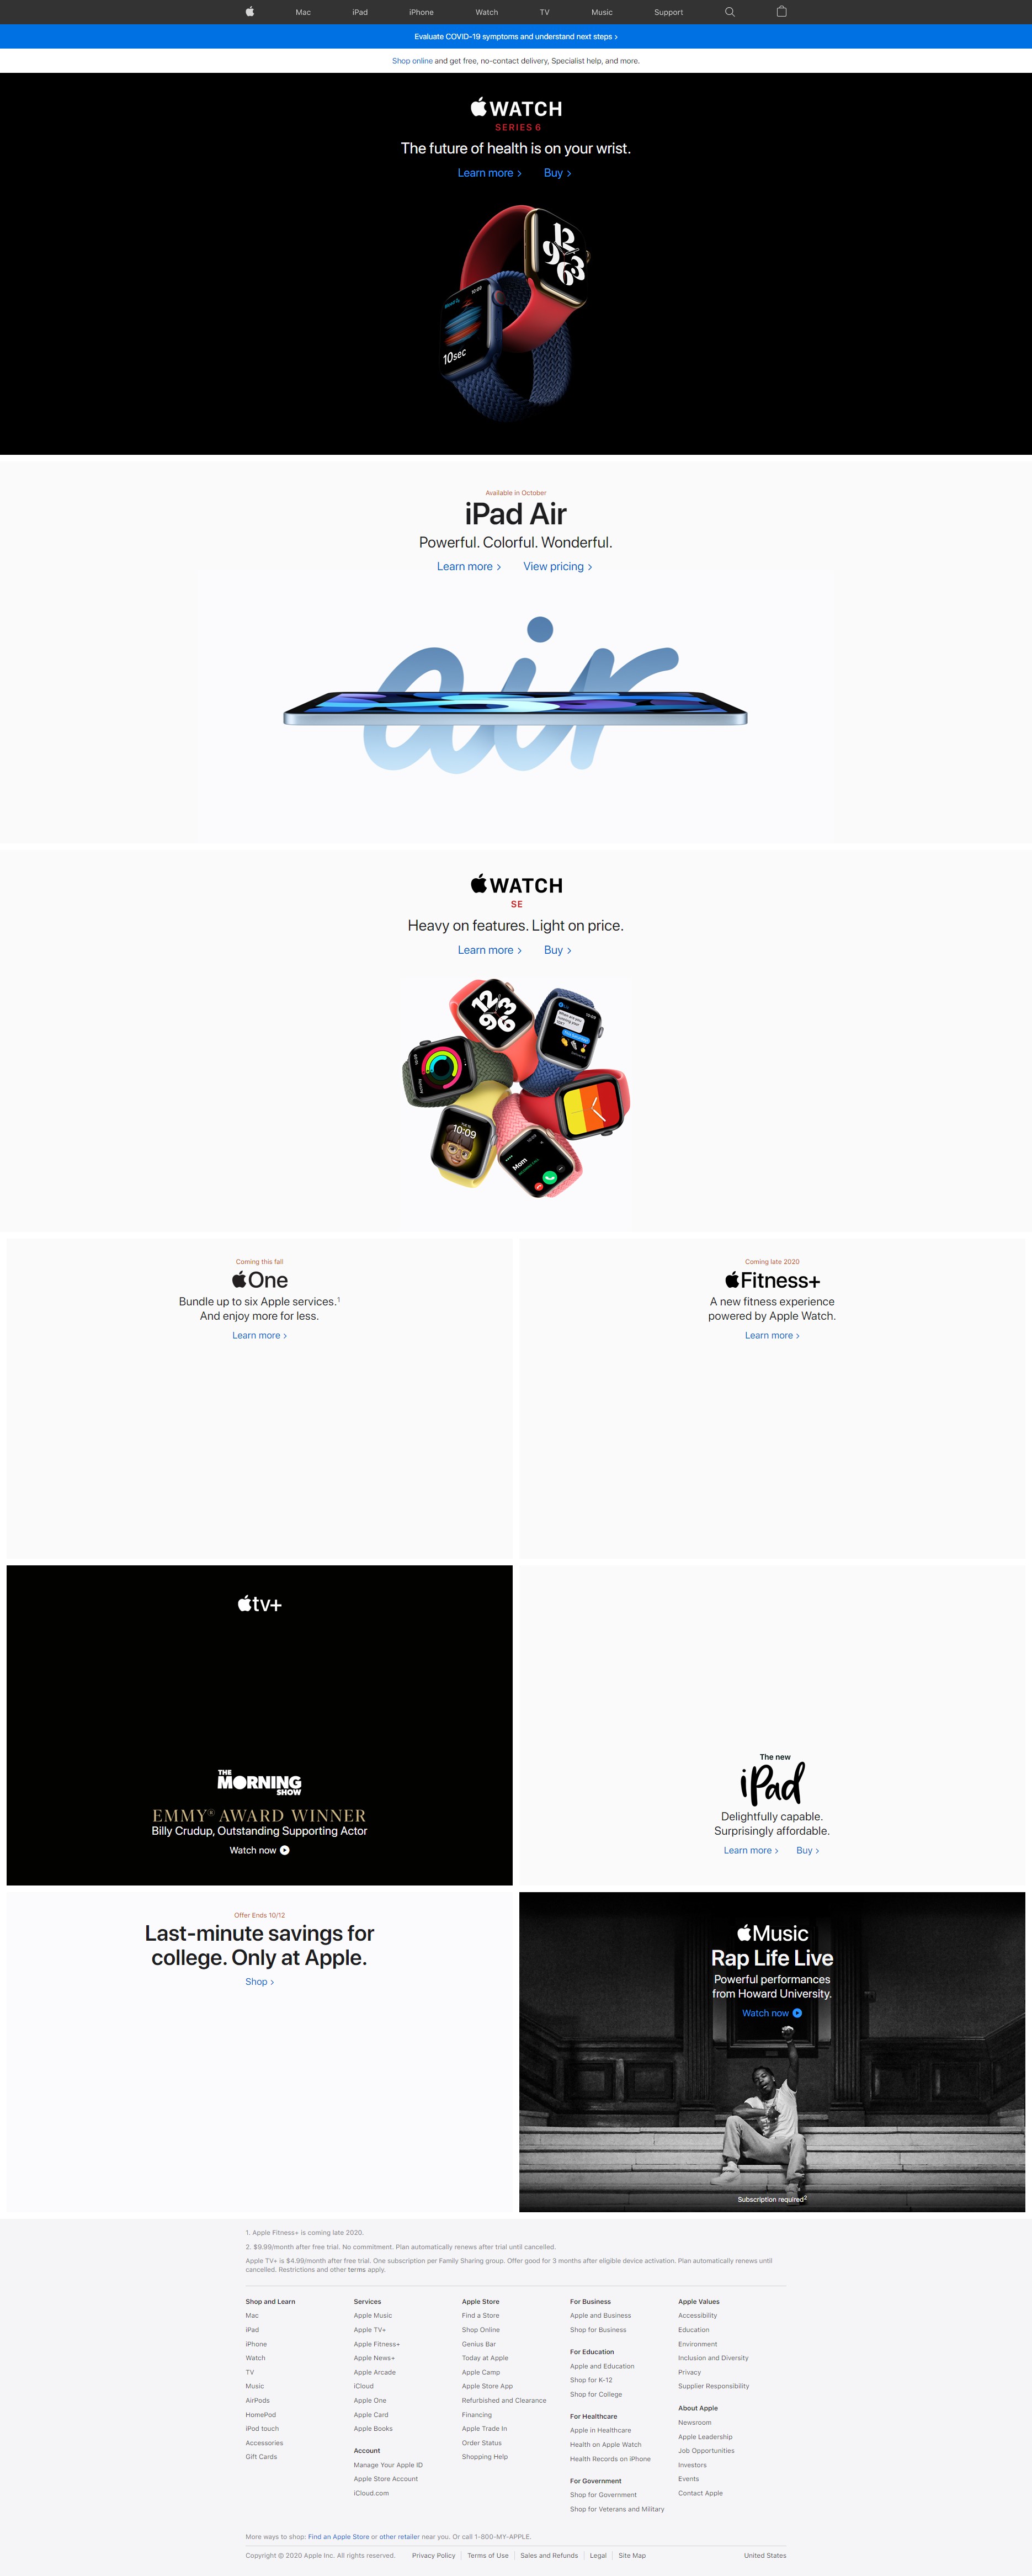 Mac iPad iPhone Watch TV Music Support
Evaluate COVID-19 symptoms and understand next steps >
Shop online and get free, no-contact delivery, Specialist help, and more.
WATCH
SERIES 6
The future of health is on your wrist.
Learn more > Buy >
10:09
10sec
12
9 3
6
Available in October
iPad Air
Powerful. Colorful. Wonderful.
Learn more > View pricing >
air
WATCH
SE
Heavy on features. Light on price.
Learn more > Buy >
12
9 3
6
10:09
Mom
Coming this fall
One
Bundle up to six Apple services.1
And enjoy more for less.
Learn more >
Coming late 2020
Fitness+
A new fitness experience
powered by Apple Watch.
Learn more >
tv+
THE
MORNING
SHOW
EMMY® AWARD WINNER
Billy Crudup, Outstanding Supporting Actor
Watch now
The new
iPad
Delightfully capable.
Surprisingly affordable.
Learn more > Buy >
Offer Ends 10/12
Last-minute savings for
college. Only at Apple.
Shop >
Music
Rap Life Live
Powerful performances
from Howard University.
Watch now
Subscription required2
1. Apple Fitness+ is coming late 2020.
2. $9.99/month after free trial. No commitment. Plan automatically renews after trial until cancelled.
Apple TV+ is $4.99/month after free trial. One subscription per Family Sharing group. Offer good for 3 months after eligible device activation. Plan automatically renews until
cancelled. Restrictions and other terms apply.
Shop and Learn
Mac
iPad
iPhone
Watch
TV
Music
AirPods
HomePod
iPod touch
Accessories
Gift Cards
Services
Apple Music
Apple TV+
Apple Fitness+
Apple News+
Apple Arcade
iCloud
Apple One
Apple Card
Apple Books
Account
Manage Your Apple ID
Apple Store Account
iCloud.com
Apple Store
Find a Store
Shop Online
Genius Bar
Today at Apple
Apple Camp
Apple Store App
Refurbished and Clearance
Financing
Apple Trade In
Order Status
Shopping Help
For Business
Apple and Business
Shop for Business
For Education
Apple and Education
Shop for K-12
Shop for College
For Healthcare
Apple in Healthcare
Health on Apple Watch
Health Records on iPhone
For Government
Shop for Government
Shop for Veterans and Military
Apple Values
Accessibility
Education
Environment
Inclusion and Diversity
Privacy
Supplier Responsibility
About Apple
Newsroom
Apple Leadership
Job Opportunities
Investors
Events
Contact Apple
More ways to shop: Find an Apple Store or other retailer near you. Or call 1-800-MY-APPLE.
Copyright © 2020 Apple Inc. All rights reserved. Privacy Policy | Terms of Use | Sales and Refunds | Legal | Site Map United States